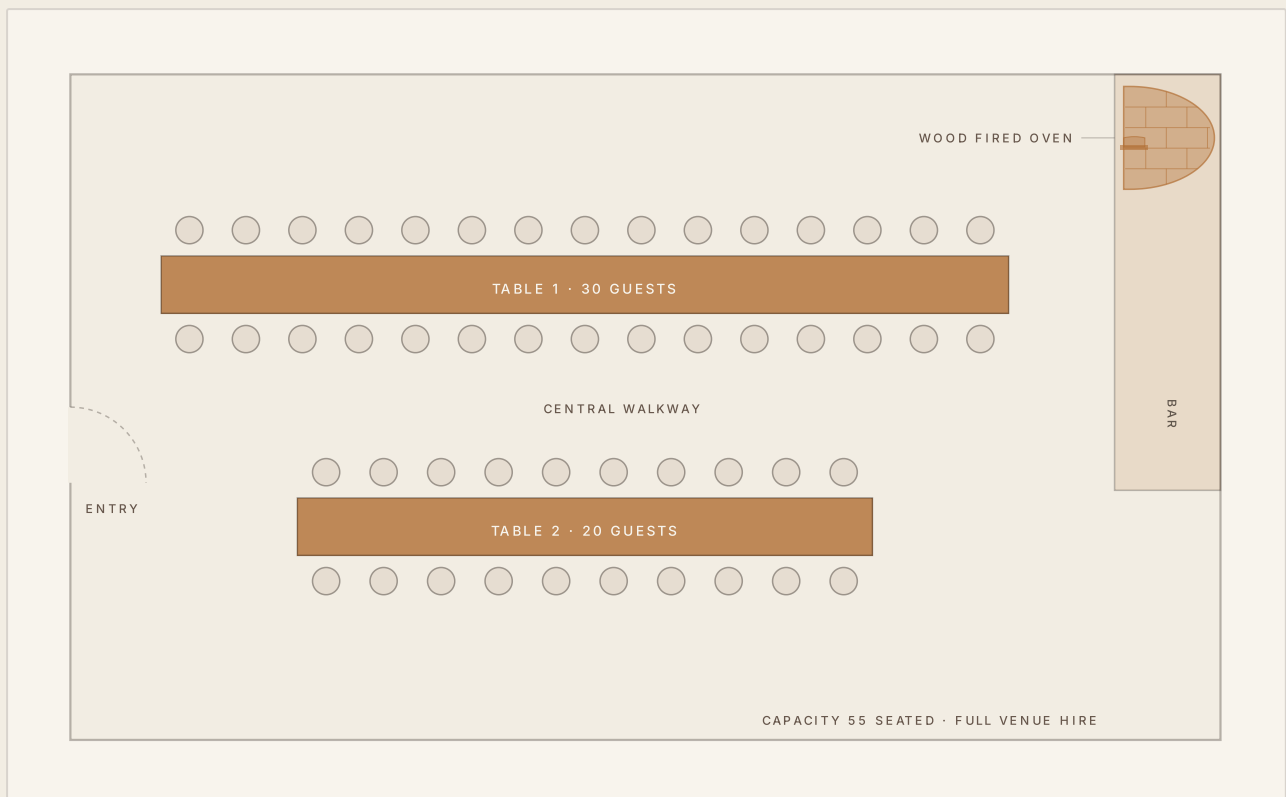 WOOD FIRED OVEN
TABLE 1 · 30 GUESTS
CENTRAL WALKWAY
BAR
ENTRY
TABLE 2 · 20 GUESTS
CAPACITY 55 SEATED · FULL VENUE HIRE